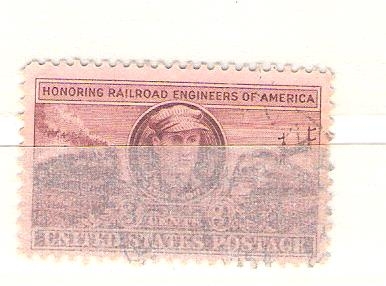 HONORING RAILROAD ENGINEERS OF AMERICA
3 CENTS 3
UNITED STATES POSTAGE